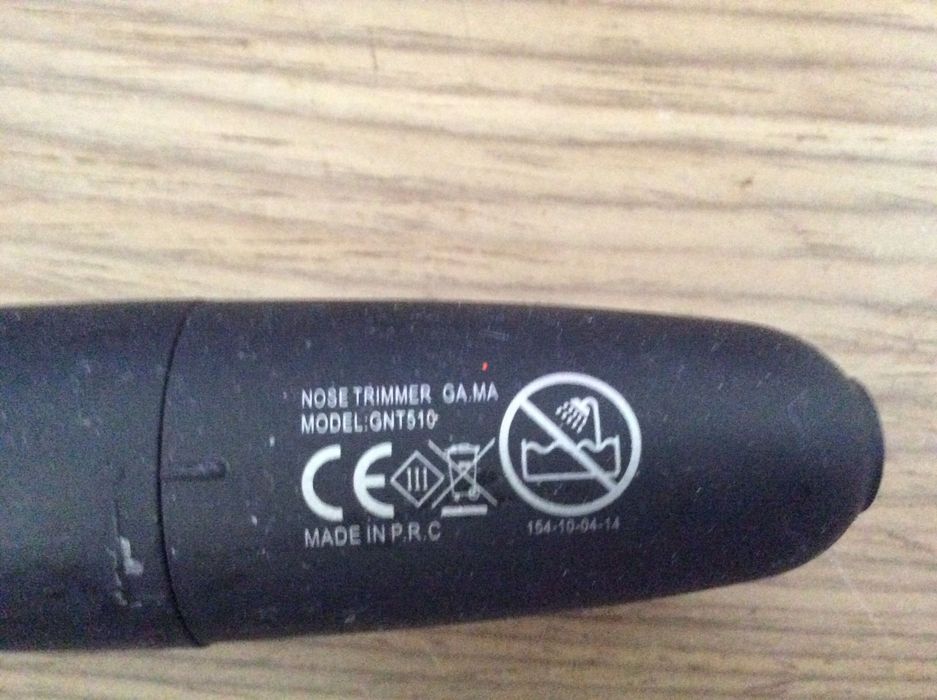 NOSE TRIMMER GA.MA
MODEL:GNT510
CE
MADE IN P.R.C
154-10-04-14